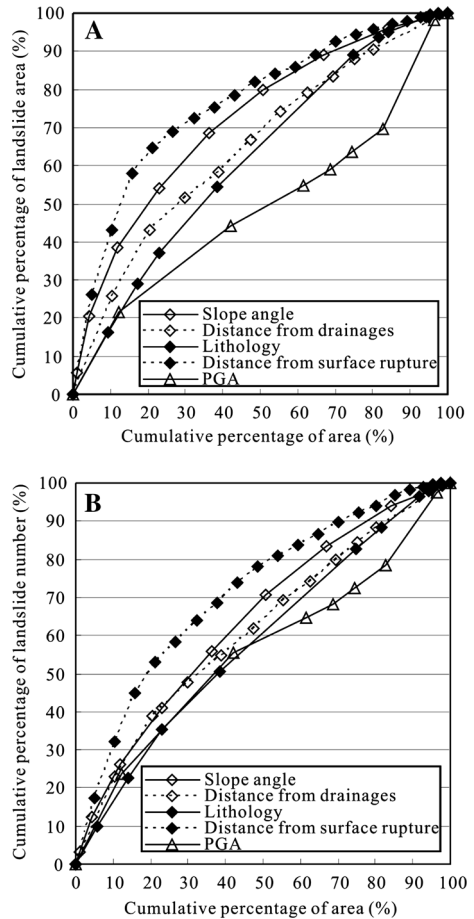 A
Cumulative percentage of landslide area (%)
100
90
80
70
60
50
40
30
20
10
0
Slope angle
Distance from drainages
Lithology
Distance from surface rupture
PGA
0 10 20 30 40 50 60 70 80 90 100
Cumulative percentage of area (%)
B
Cumulative percentage of landslide number (%)
100
90
80
70
60
50
40
30
20
10
0
Slope angle
Distance from drainages
Lithology
Distance from surface rupture
PGA
0 10 20 30 40 50 60 70 80 90 100
Cumulative percentage of area (%)